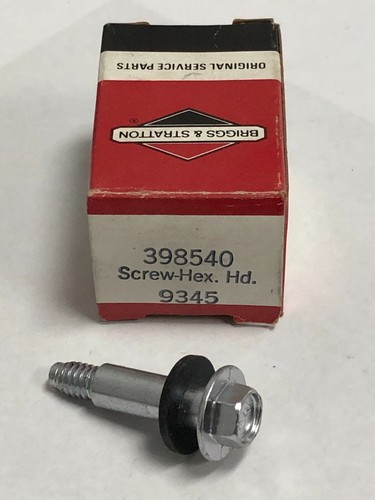 ORIGINAL SERVICE PARTS
BRIGGS & STRATTON
®
398540
Screw-Hex. Hd.
9345